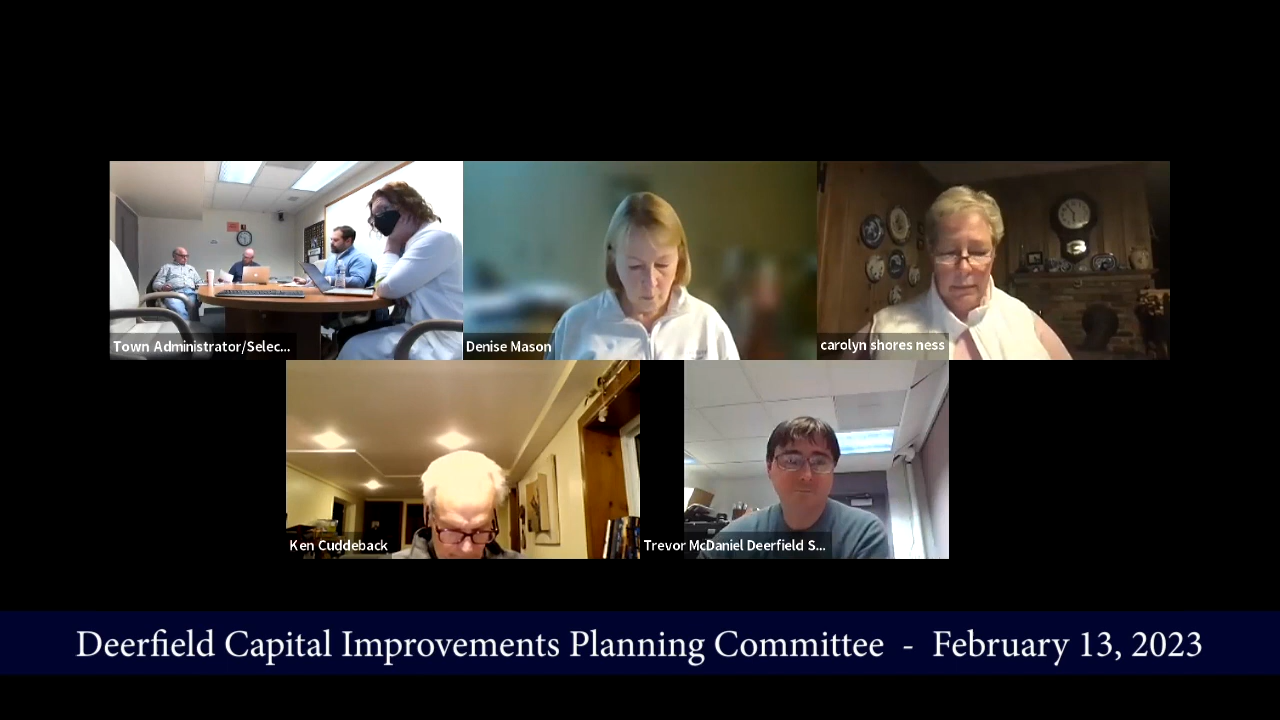 Town Administrator/Selec...
Denise Mason
carolyn shores ness
Ken Cuddeback
Trevor McDaniel Deerfield S...
Deerfield Capital Improvements Planning Committee - February 13, 2023